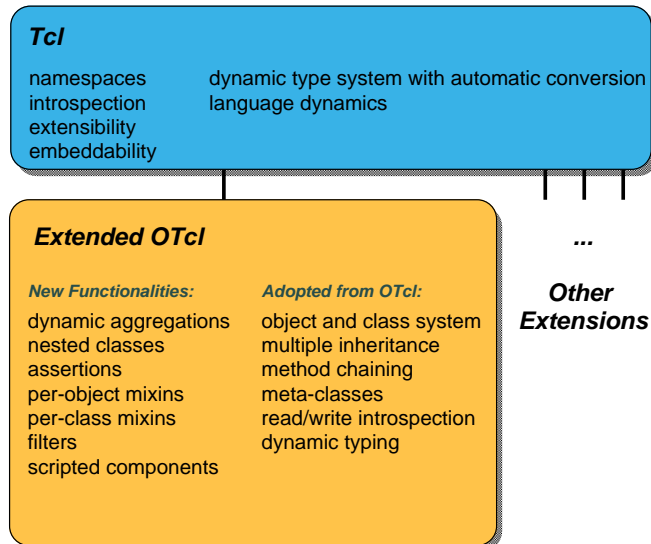 Tcl
namespaces
introspection
extensibility
embeddability
dynamic type system with automatic conversion
language dynamics
Extended OTcl
New Functionalities:
dynamic aggregations
nested classes
assertions
per-object mixins
per-class mixins
filters
scripted components
Adopted from OTcl:
object and class system
multiple inheritance
method chaining
meta-classes
read/write introspection
dynamic typing
...
Other
Extensions